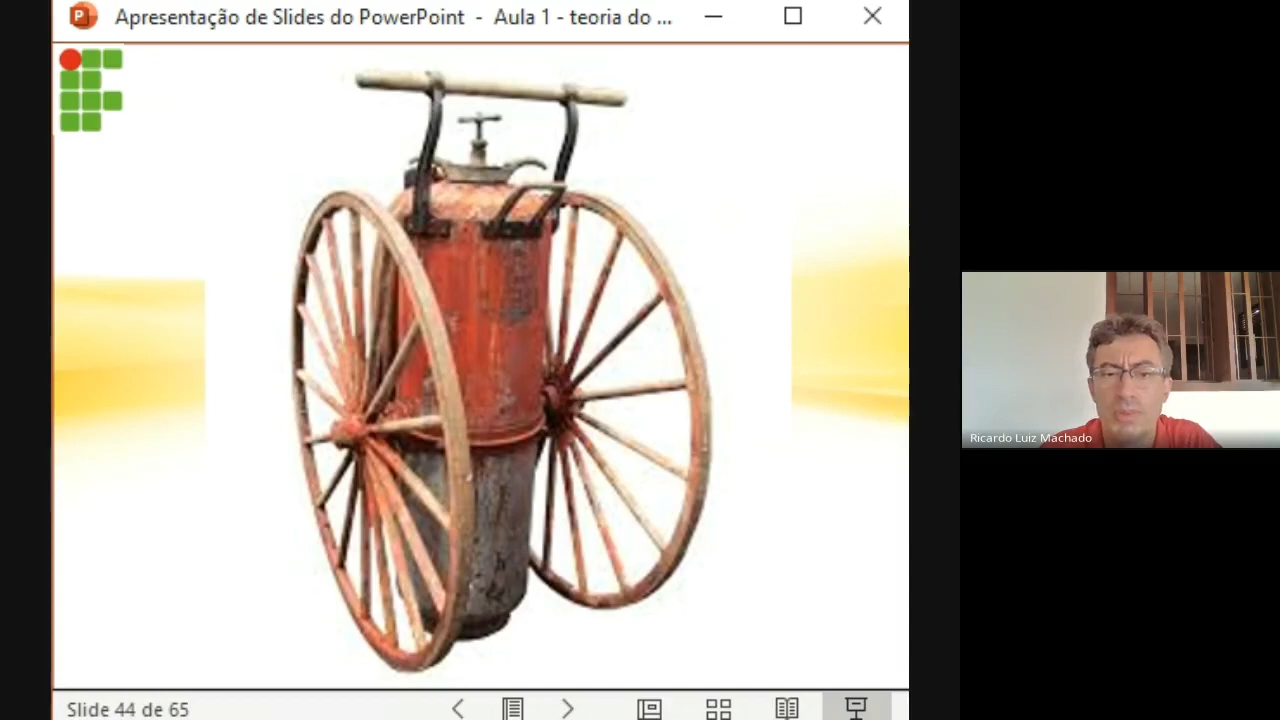 Apresentação de Slides do PowerPoint - Aula 1 - teoria do ...
Ricardo Luiz Machado
Slide 44 de 65